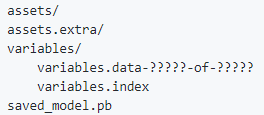 assets/
assets.extra/
variables/
    variables.data-?????-of-?????
    variables.index
saved_model.pb